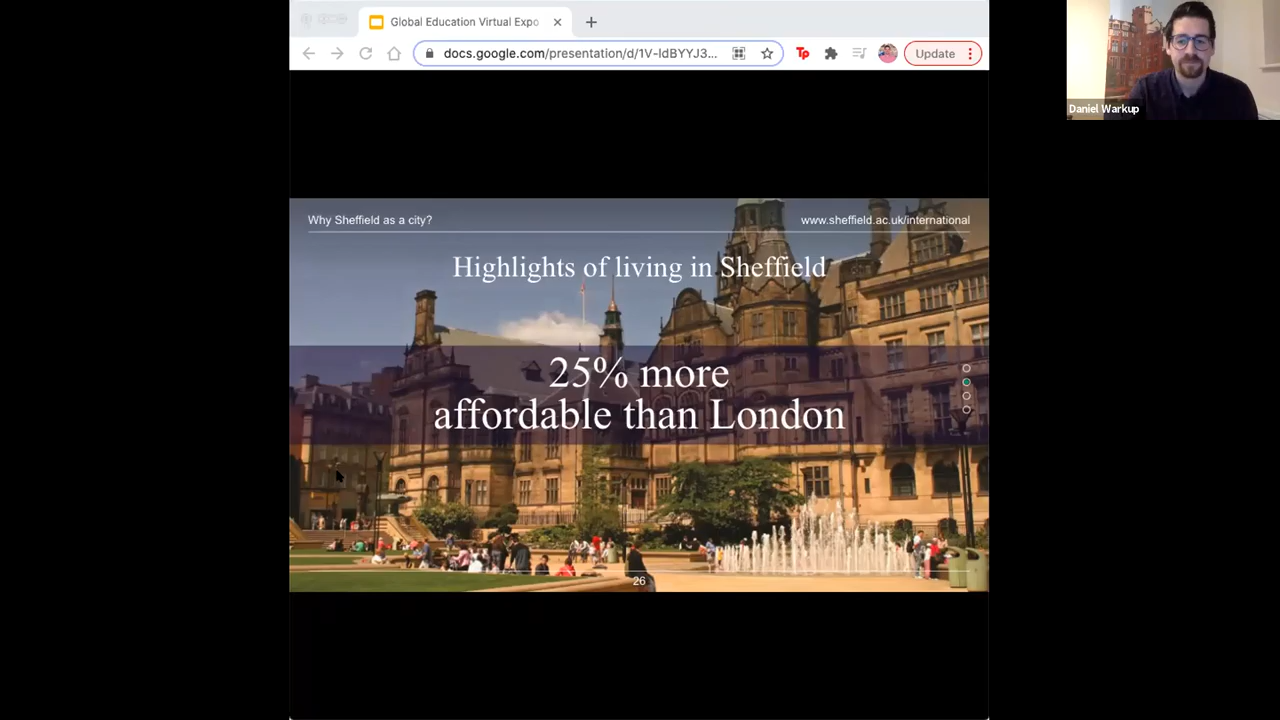 Global Education Virtual Expo
docs.google.com/presentation/d/1V-ldBYYJ3...
Tp
Update
Daniel Warkup
Why Sheffield as a city?
www.sheffield.ac.uk/international
Highlights of living in Sheffield
25% more
affordable than London
26